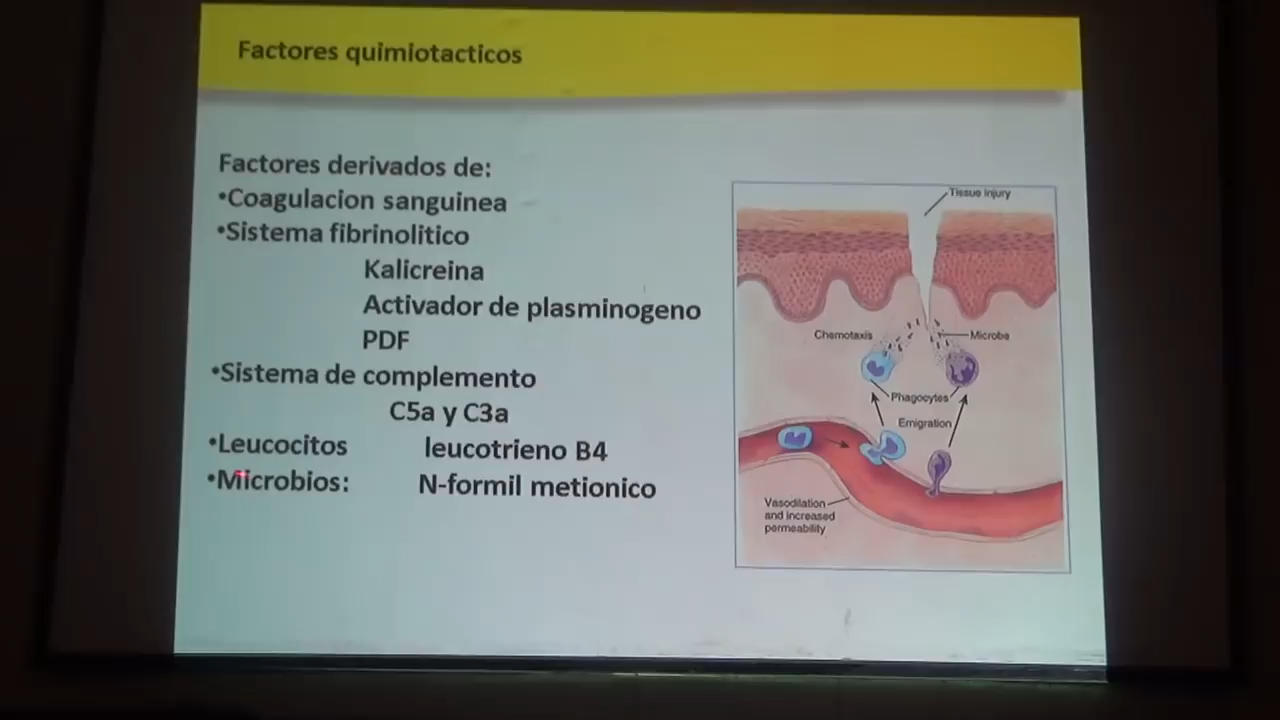 Factores quimiotacticos
Factores derivados de:
•Coagulacion sanguinea
•Sistema fibrinolitico
Kalicreina
Activador de plasminogeno
PDF
•Sistema de complemento
C5a y C3a
•Leucocitos leucotrieno B4
•Microbios: N-formil metionico
Tissue injury
Chemotaxis
Microbe
Phagocytes
Emigration
Vasodilation
and increased
permeability